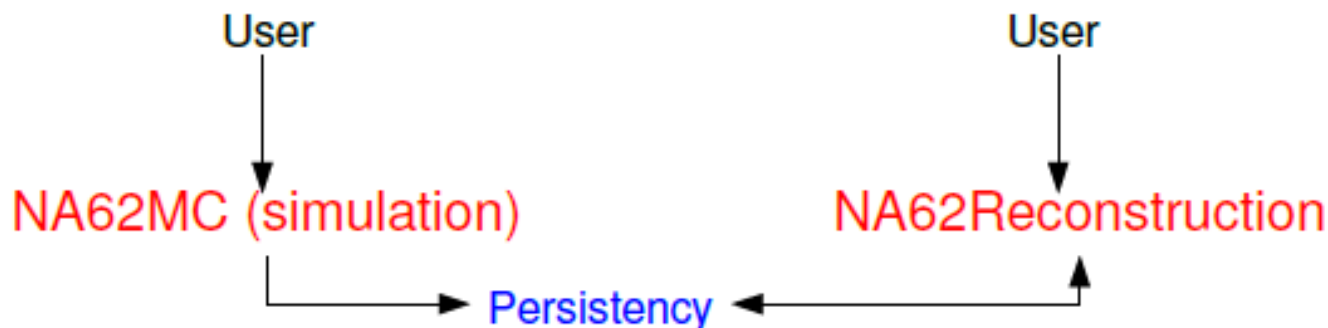 User
User
NA62MC (simulation)
NA62Reconstruction
Persistency